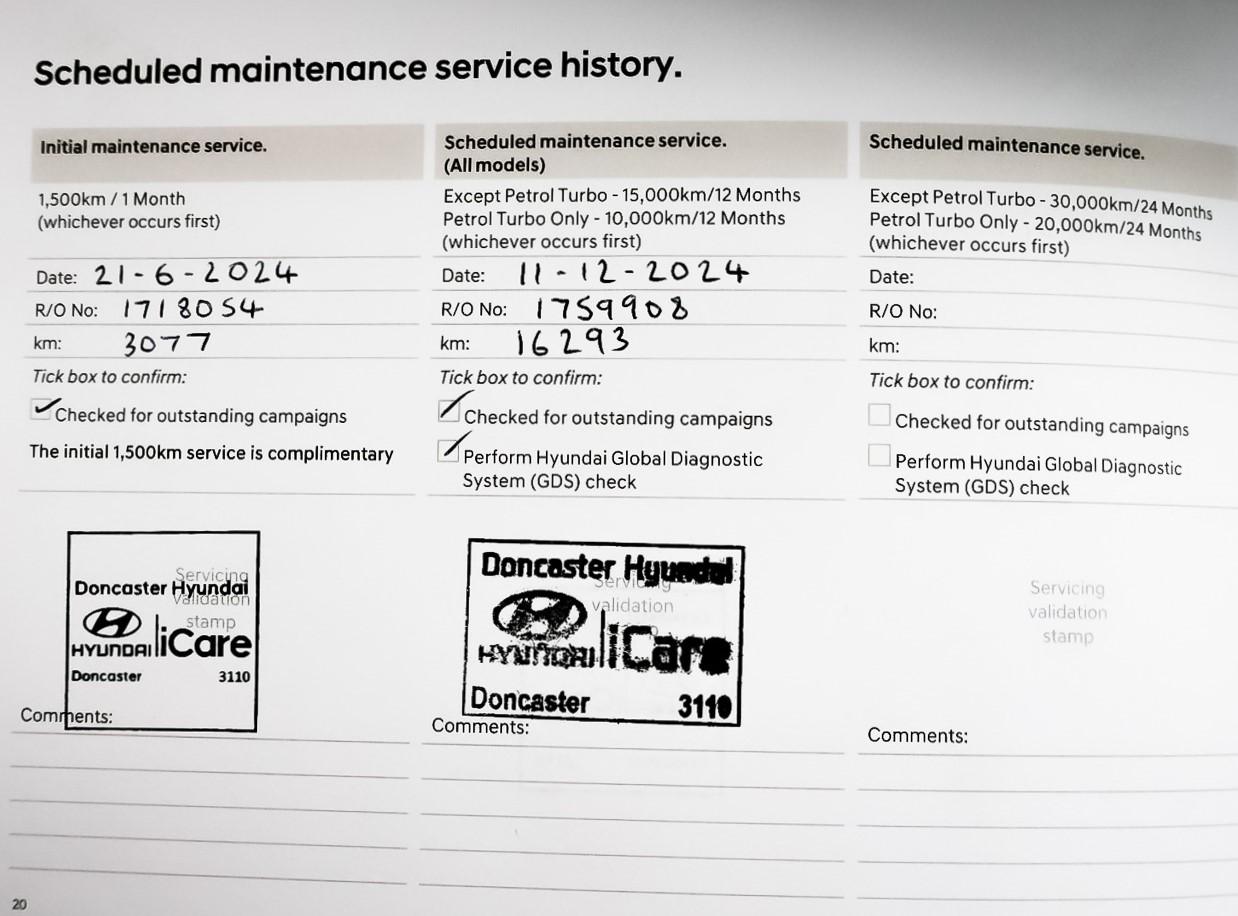 Scheduled maintenance service history.
Initial maintenance service.
1,500km / 1 Month
(whichever occurs first)
Date: 21-6-2024
R/O No: 1718054
km: 3077
Tick box to confirm:
Checked for outstanding campaigns
The initial 1,500km service is complimentary
Servicing
Doncaster Hyundai
validation
stamp
HYUNDAI iCare
Doncaster 3110
Comments:
Scheduled maintenance service.
(All models)
Except Petrol Turbo - 15,000km/12 Months
Petrol Turbo Only - 10,000km/12 Months
(whichever occurs first)
Date: 11-12-2024
R/O No: 1759908
km: 16293
Tick box to confirm:
Checked for outstanding campaigns
Perform Hyundai Global Diagnostic
System (GDS) check
Doncaster Hyundai
Servicing
validation
HYUNDAI iCare
Doncaster 3110
Comments:
Scheduled maintenance service.
Except Petrol Turbo - 30,000km/24 Months
Petrol Turbo Only - 20,000km/24 Months
(whichever occurs first)
Date:
R/O No:
km:
Tick box to confirm:
Checked for outstanding campaigns
Perform Hyundai Global Diagnostic
System (GDS) check
Servicing
validation
stamp
Comments:
20